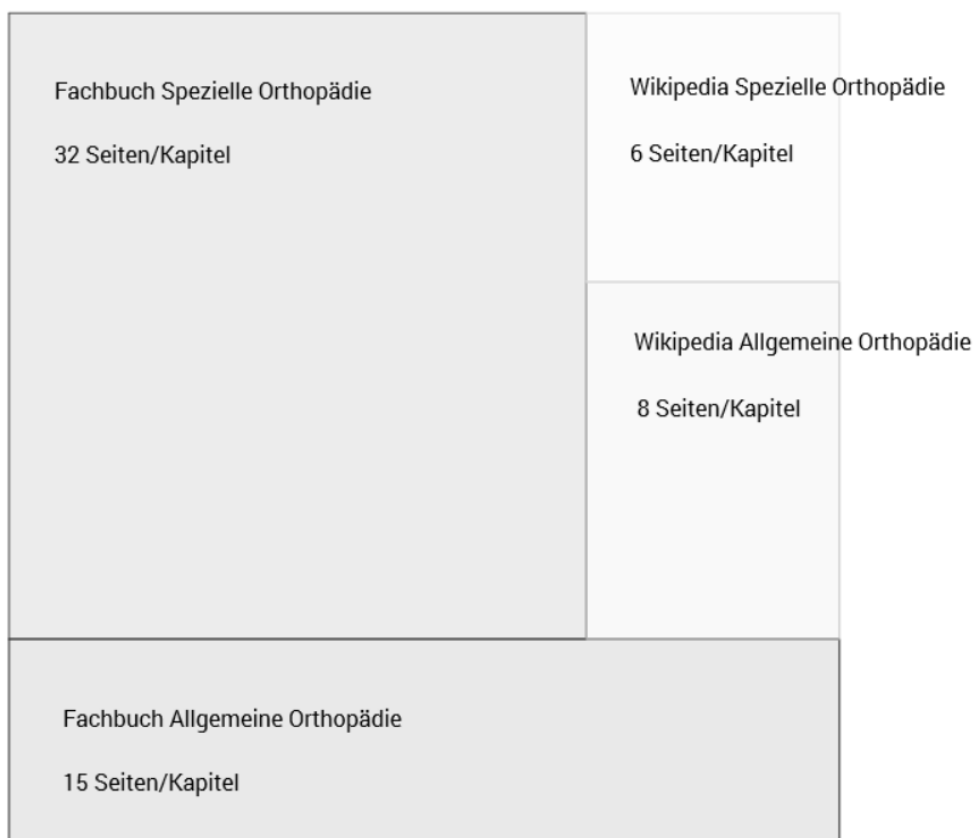 Fachbuch Spezielle Orthopädie
32 Seiten/Kapitel
Wikipedia Spezielle Orthopädie
6 Seiten/Kapitel
Wikipedia Allgemeine Orthopädie
8 Seiten/Kapitel
Fachbuch Allgemeine Orthopädie
15 Seiten/Kapitel